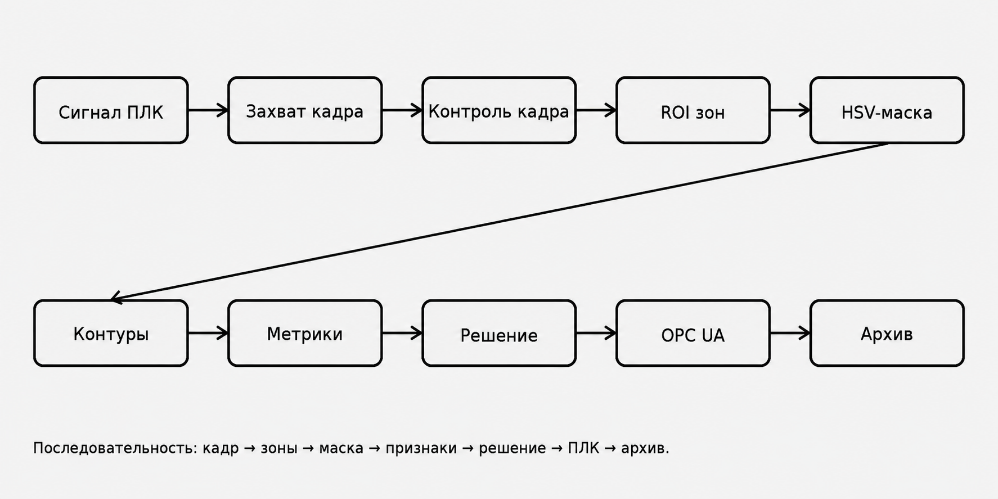 Сигнал ПЛК
Захват кадра
Контроль кадра
ROI зон
HSV-маска
Контуры
Метрики
Решение
OPC UA
Архив
Последовательность: кадр → зоны → маска → признаки → решение → ПЛК → архив.